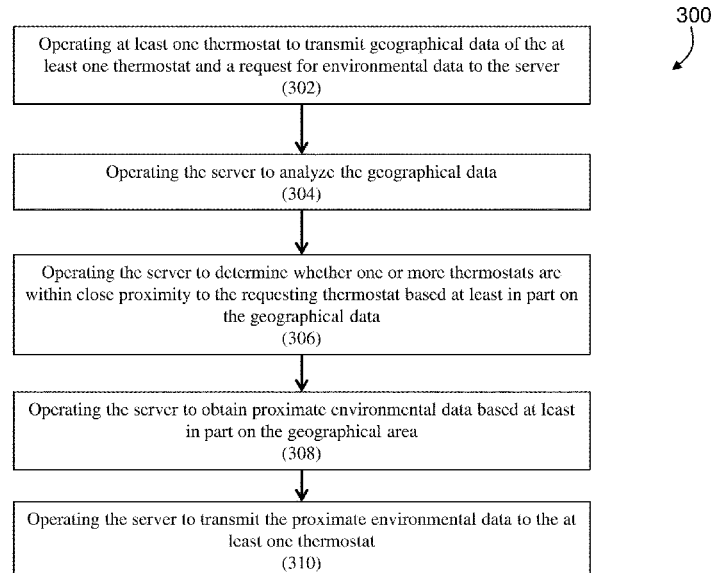 300
Operating at least one thermostat to transmit geographical data of the at
least one thermostat and a request for environmental data to the server
(302)
Operating the server to analyze the geographical data
(304)
Operating the server to determine whether one or more thermostats are
within close proximity to the requesting thermostat based at least in part on
the geographical data
(306)
Operating the server to obtain proximate environmental data based at least
in part on the geographical area
(308)
Operating the server to transmit the proximate environmental data to the at
least one thermostat
(310)